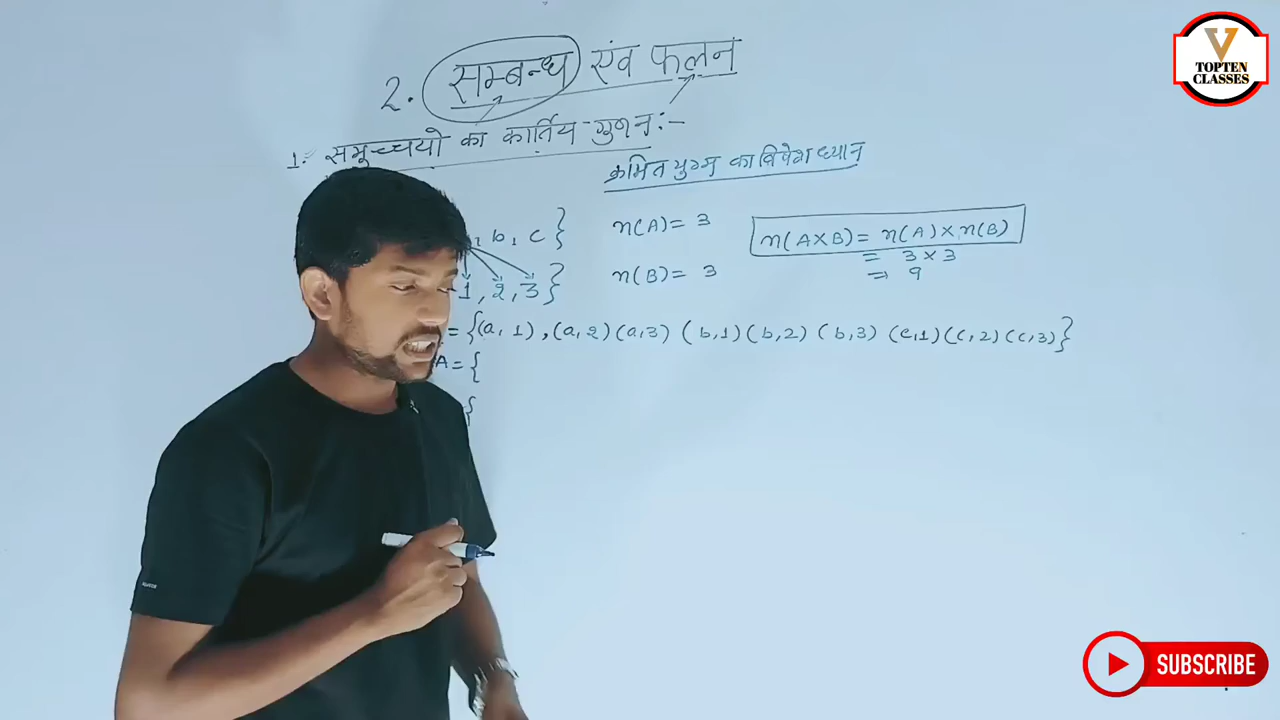 2. सम्बन्ध एंव फलन
1:- समुच्चयो का कार्तिय गुणन:-
क्रमित युग्म का विषेश ध्यान
, b, c }
n(A)= 3
n(A×B)= n(A)×n(B)
= 3×3
⇒ 9
1, 2, 3 }
n(B)= 3
= {(a, 1) , (a, 2) (a, 3) (b,1) (b,2) (b,3) (c,1) (c,2) (c,3)}
A = {
{
V
TOPTEN
CLASSES
SUBSCRIBE